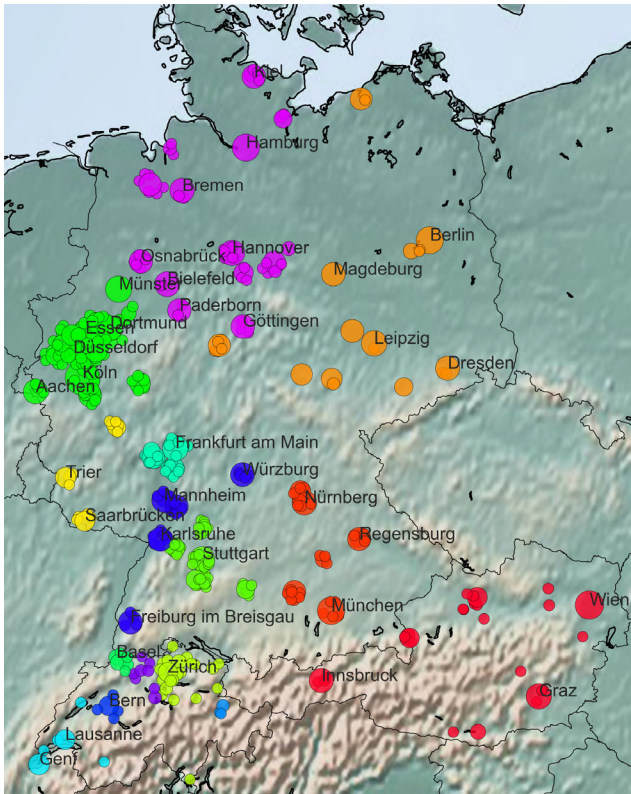 Kiel
Hamburg
Bremen
Berlin
Hannover
Osnabrück
Magdeburg
Bielefeld
Münster
Paderborn
Göttingen
Dortmund
Essen
Leipzig
Düsseldorf
Dresden
Köln
Aachen
Frankfurt am Main
Würzburg
Trier
Mannheim
Nürnberg
Saarbrücken
Karlsruhe
Regensburg
Stuttgart
Wien
München
Freiburg im Breisgau
Basel
Zürich
Innsbruck
Graz
Bern
Lausanne
Genf